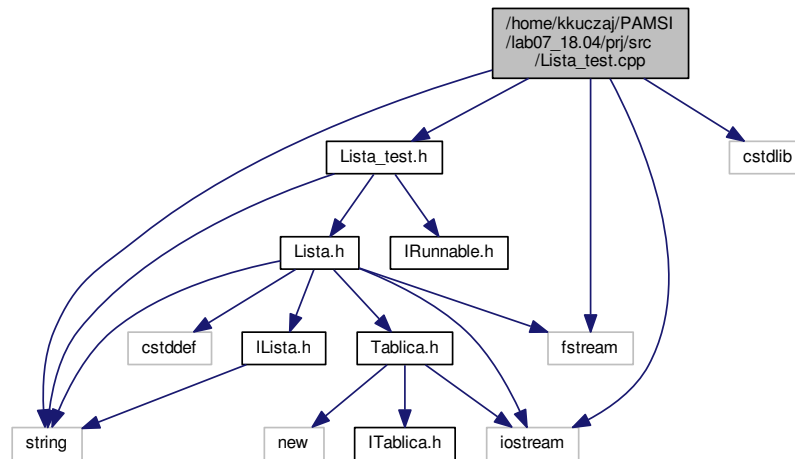 /home/kkuczaj/PAMSI
/lab07_18.04/prj/src
/Lista_test.cpp
Lista_test.h
cstdlib
Lista.h
IRunnable.h
cstddef
ILista.h
Tablica.h
fstream
string
new
ITablica.h
iostream